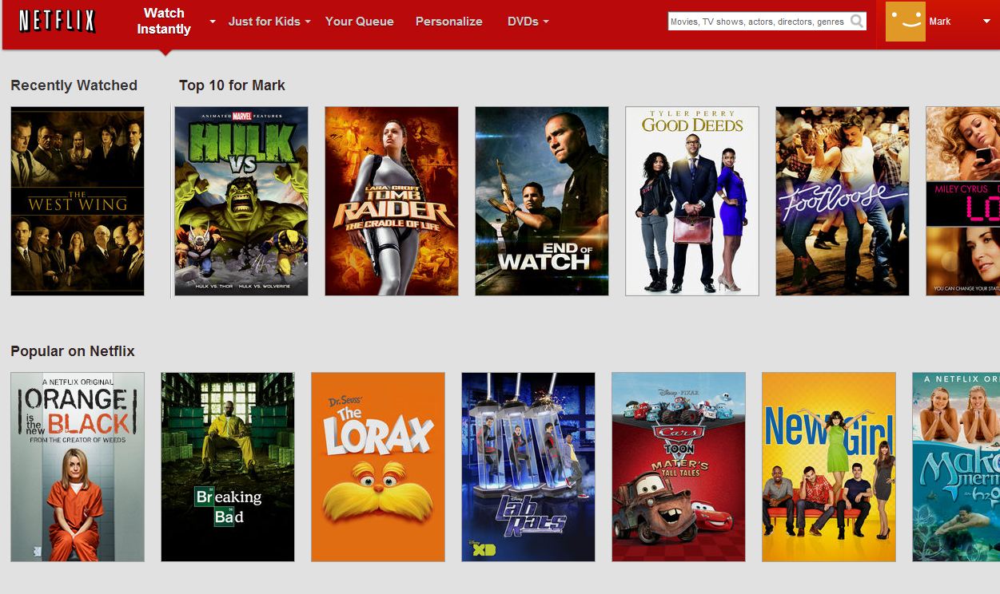 NETFLIX
Watch
Instantly
Just for Kids
Your Queue
Personalize
DVDs
Movies, TV shows, actors, directors, genres
Mark
Recently Watched
Top 10 for Mark
THE
WEST WING
ANIMATED MARVEL FEATURES
HULK
VS
HULK VS. THOR HULK VS. WOLVERINE
LARA CROFT
TOMB
RAIDER
THE CRADLE OF LIFE
END OF
WATCH
TYLER PERRY
GOOD DEEDS
Footloose
MILEY CYRUS D
LO
YOU CAN CHANGE YOUR STATU
Popular on Netflix
A NETFLIX ORIGINAL
ORANGE
is the new BLACK
FROM THE CREATOR OF WEEDS
Breaking
Bad
Dr. Seuss'
The
LORAX
Disney
Lab
Rats
Disney XD
Disney • PIXAR
Cars
TOON
MATER'S
TALL TALES
New Girl
A NETFLIX ORI
Mako
merm
H2O